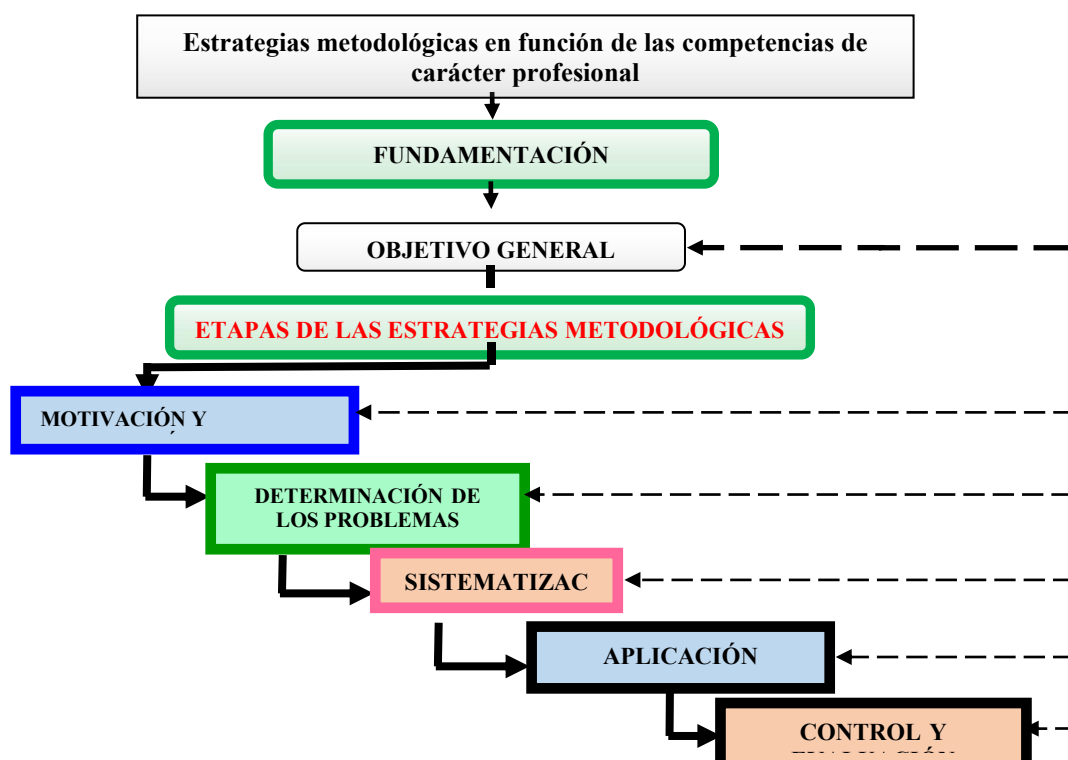 Estrategias metodológicas en función de las competencias de
carácter profesional
FUNDAMENTACIÓN
OBJETIVO GENERAL
ETAPAS DE LAS ESTRATEGIAS METODOLÓGICAS
MOTIVACIÓN Y
DETERMINACIÓN DE
LOS PROBLEMAS
SISTEMATIZAC
APLICACIÓN
CONTROL Y